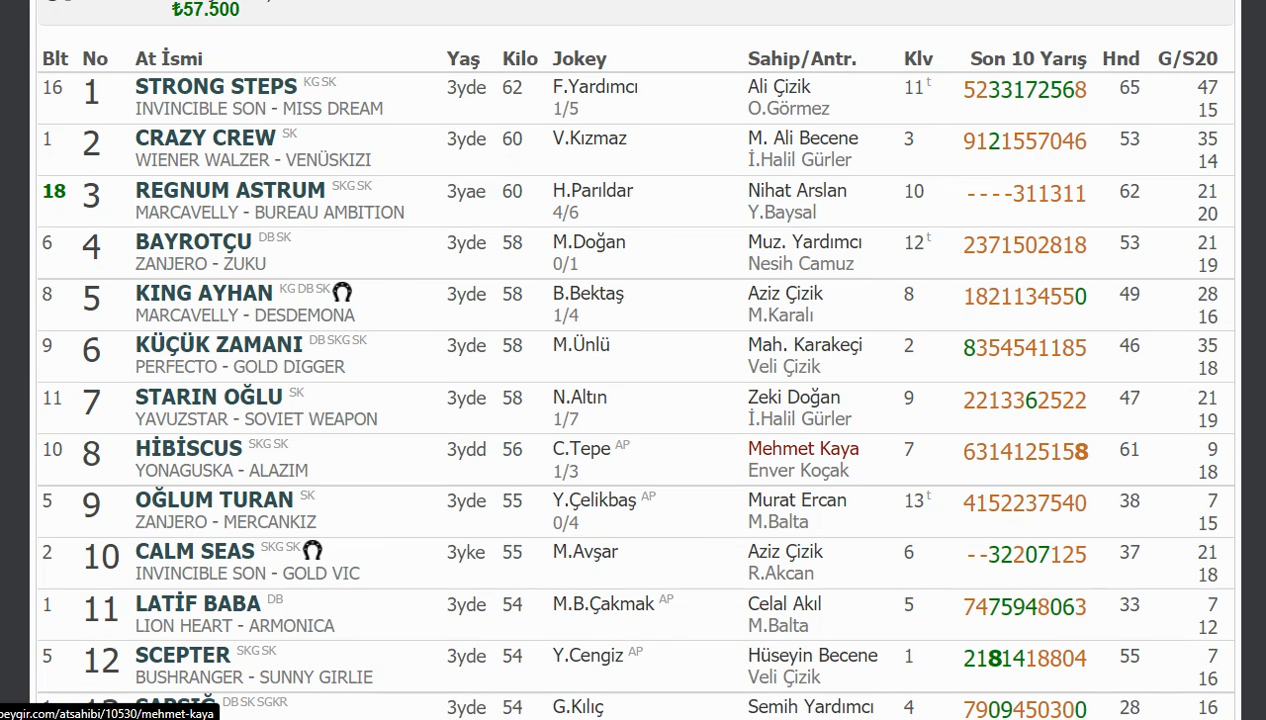 ₺57.500
Blt No At İsmi Yaş Kilo Jokey Sahip/Antr. Klv Son 10 Yarış Hnd G/S20
16 1 STRONG STEPS KG SK 3yde 62 F.Yardımcı Ali Çizik 11 t 5233172568 65 47
INVINCIBLE SON - MISS DREAM 1/5 O.Görmez 15
1 2 CRAZY CREW SK 3yde 60 V.Kızmaz M. Ali Becene 3 9121557046 53 35
WIENER WALZER - VENÜSKIZI İ.Halil Gürler 14
18 3 REGNUM ASTRUM SKG SK 3yae 60 H.Parıldar Nihat Arslan 10 ----311311 62 21
MARCAVELLY - BUREAU AMBITION 4/6 Y.Baysal 20
6 4 BAYROTÇU DB SK 3yde 58 M.Doğan Muz. Yardımcı 12 t 2371502818 53 21
ZANJERO - ZUKU 0/1 Nesih Camuz 19
8 5 KING AYHAN KG DB SK 3yde 58 B.Bektaş Aziz Çizik 8 1821134550 49 28
MARCAVELLY - DESDEMONA 1/4 M.Karalı 16
9 6 KÜÇÜK ZAMANI DB SKG SK 3yde 58 M.Ünlü Mah. Karakeçi 2 8354541185 46 35
PERFECTO - GOLD DIGGER Veli Çizik 18
11 7 STARIN OĞLU SK 3yde 58 N.Altın Zeki Doğan 9 2213362522 47 21
YAVUZSTAR - SOVIET WEAPON 1/7 İ.Halil Gürler 19
10 8 HİBİSCUS SKG SK 3ydd 56 C.Tepe AP Mehmet Kaya 7 6314125158 61 9
YONAGUSKA - ALAZIM 1/3 Enver Koçak 18
5 9 OĞLUM TURAN SK 3yde 55 Y.Çelikbaş AP Murat Ercan 13 t 4152237540 38 7
ZANJERO - MERCANKIZ 0/4 M.Balta 15
2 10 CALM SEAS SKG SK 3yke 55 M.Avşar Aziz Çizik 6 --32207125 37 21
INVINCIBLE SON - GOLD VIC R.Akcan 18
1 11 LATİF BABA DB 3yde 54 M.B.Çakmak AP Celal Akıl 5 7475948063 33 7
LION HEART - ARMONICA M.Balta 12
5 12 SCEPTER SKG SK 3yde 54 Y.Cengiz AP Hüseyin Becene 1 2181418804 55 7
BUSHRANGER - SUNNY GIRLIE Veli Çizik 16
DB SK SGKR 3yde 54 G.Kılıç Semih Yardımcı 4 7909450300 28 16
beygir.com/atsahibi/10530/mehmet-kaya